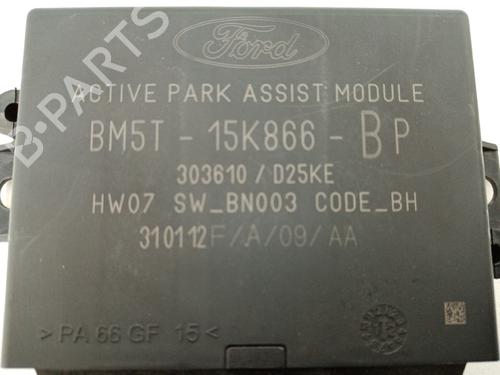 Ford
ACTIVE PARK ASSIST MODULE
BM5T - 15K866 - BP
303610 / D25KE
HW07 SW_BN003 CODE_BH
310112F/A/09/AA
>PA 66 GF 15<
B-PARTS